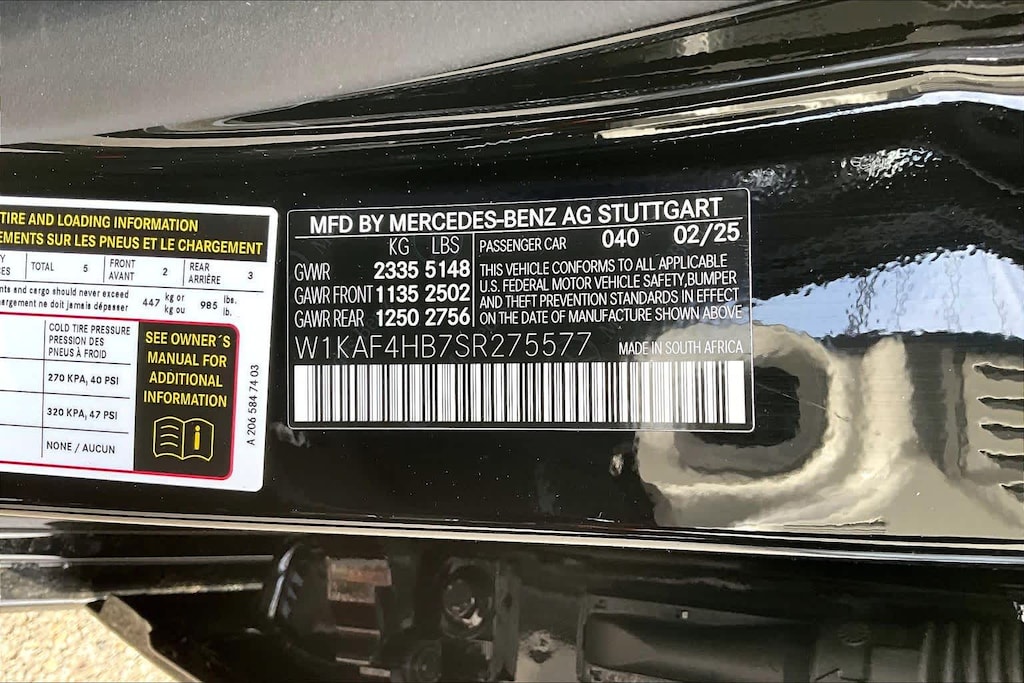 TIRE AND LOADING INFORMATION
EMENTS SUR LES PNEUS ET LE CHARGEMENT
TOTAL 5 FRONT AVANT 2 REAR ARRIÈRE 3
and cargo should never exceed 447 kg or 985 lbs.
ne doit jamais dépasser kg ou lb.
COLD TIRE PRESSURE
PRESSION DES
PNEUS À FROID
270 KPA, 40 PSI
320 KPA, 47 PSI
NONE / AUCUN
SEE OWNER´S
MANUAL FOR
ADDITIONAL
INFORMATION
A 206 584 74 03
MFD BY MERCEDES-BENZ AG STUTTGART
KG LBS
GWR 2335 5148
GAWR FRONT 1135 2502
GAWR REAR 1250 2756
PASSENGER CAR 040 02/25
THIS VEHICLE CONFORMS TO ALL APPLICABLE
U.S. FEDERAL MOTOR VEHICLE SAFETY,BUMPER
AND THEFT PREVENTION STANDARDS IN EFFECT
ON THE DATE OF MANUFACTURE SHOWN ABOVE
W1KAF4HB7SR275577 MADE IN SOUTH AFRICA